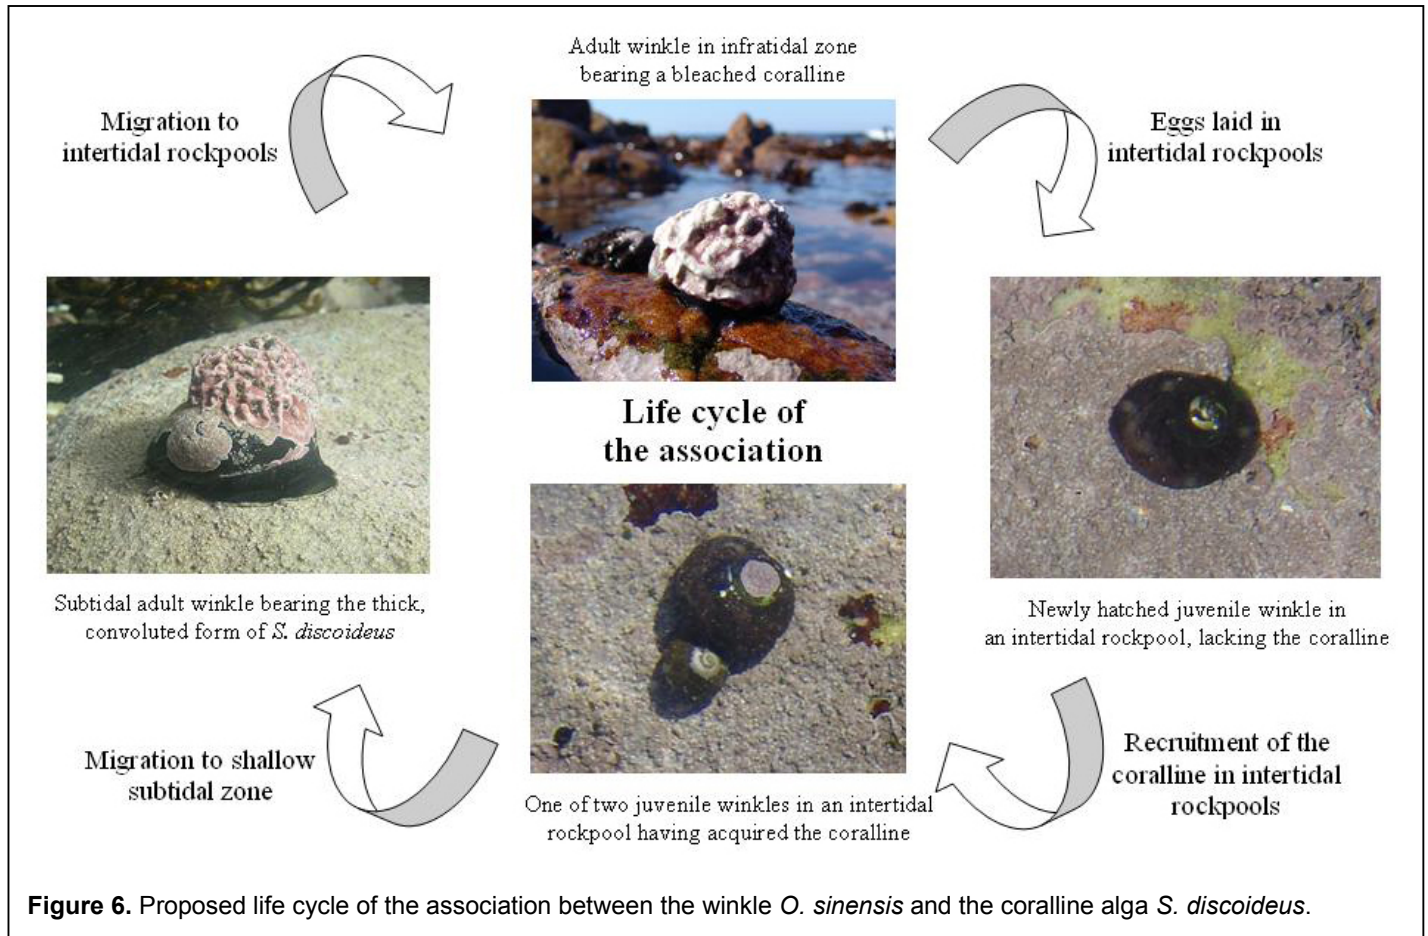 Adult winkle in infratidal zone
bearing a bleached coralline
Migration to
intertidal rockpools
Eggs laid in
intertidal rockpools
Life cycle of
the association
Subtidal adult winkle bearing the thick,
convoluted form of S. discoideus
Newly hatched juvenile winkle in
an intertidal rockpool, lacking the coralline
Migration to shallow
subtidal zone
Recruitment of the
coralline in intertidal
rockpools
One of two juvenile winkles in an intertidal
rockpool having acquired the coralline
Figure 6. Proposed life cycle of the association between the winkle O. sinensis and the coralline alga S. discoideus.